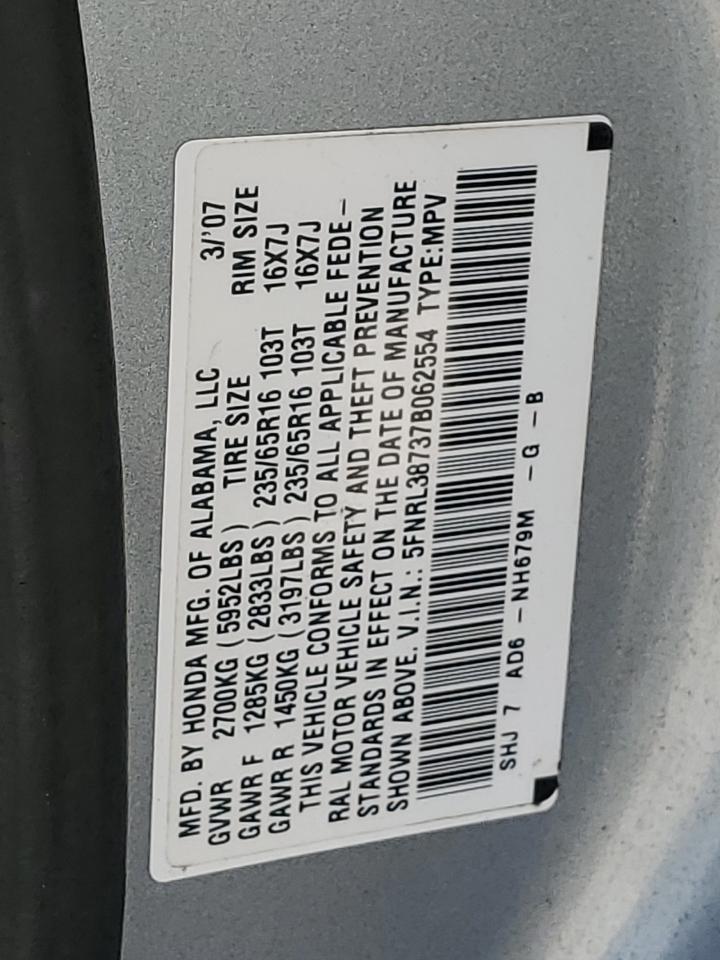 MFD. BY HONDA MFG. OF ALABAMA, LLC 3/'07
GVWR 2700KG (5952LBS) TIRE SIZE RIM SIZE
GAWR F 1285KG (2833LBS) 235/65R16 103T 16X7J
GAWR R 1450KG (3197LBS) 235/65R16 103T 16X7J
THIS VEHICLE CONFORMS TO ALL APPLICABLE FEDE-
RAL MOTOR VEHICLE SAFETY AND THEFT PREVENTION
STANDARDS IN EFFECT ON THE DATE OF MANUFACTURE
SHOWN ABOVE. V.I.N.: 5FNRL38737B062554 TYPE:MPV
SHJ 7 AD6 - NH679M - G - B